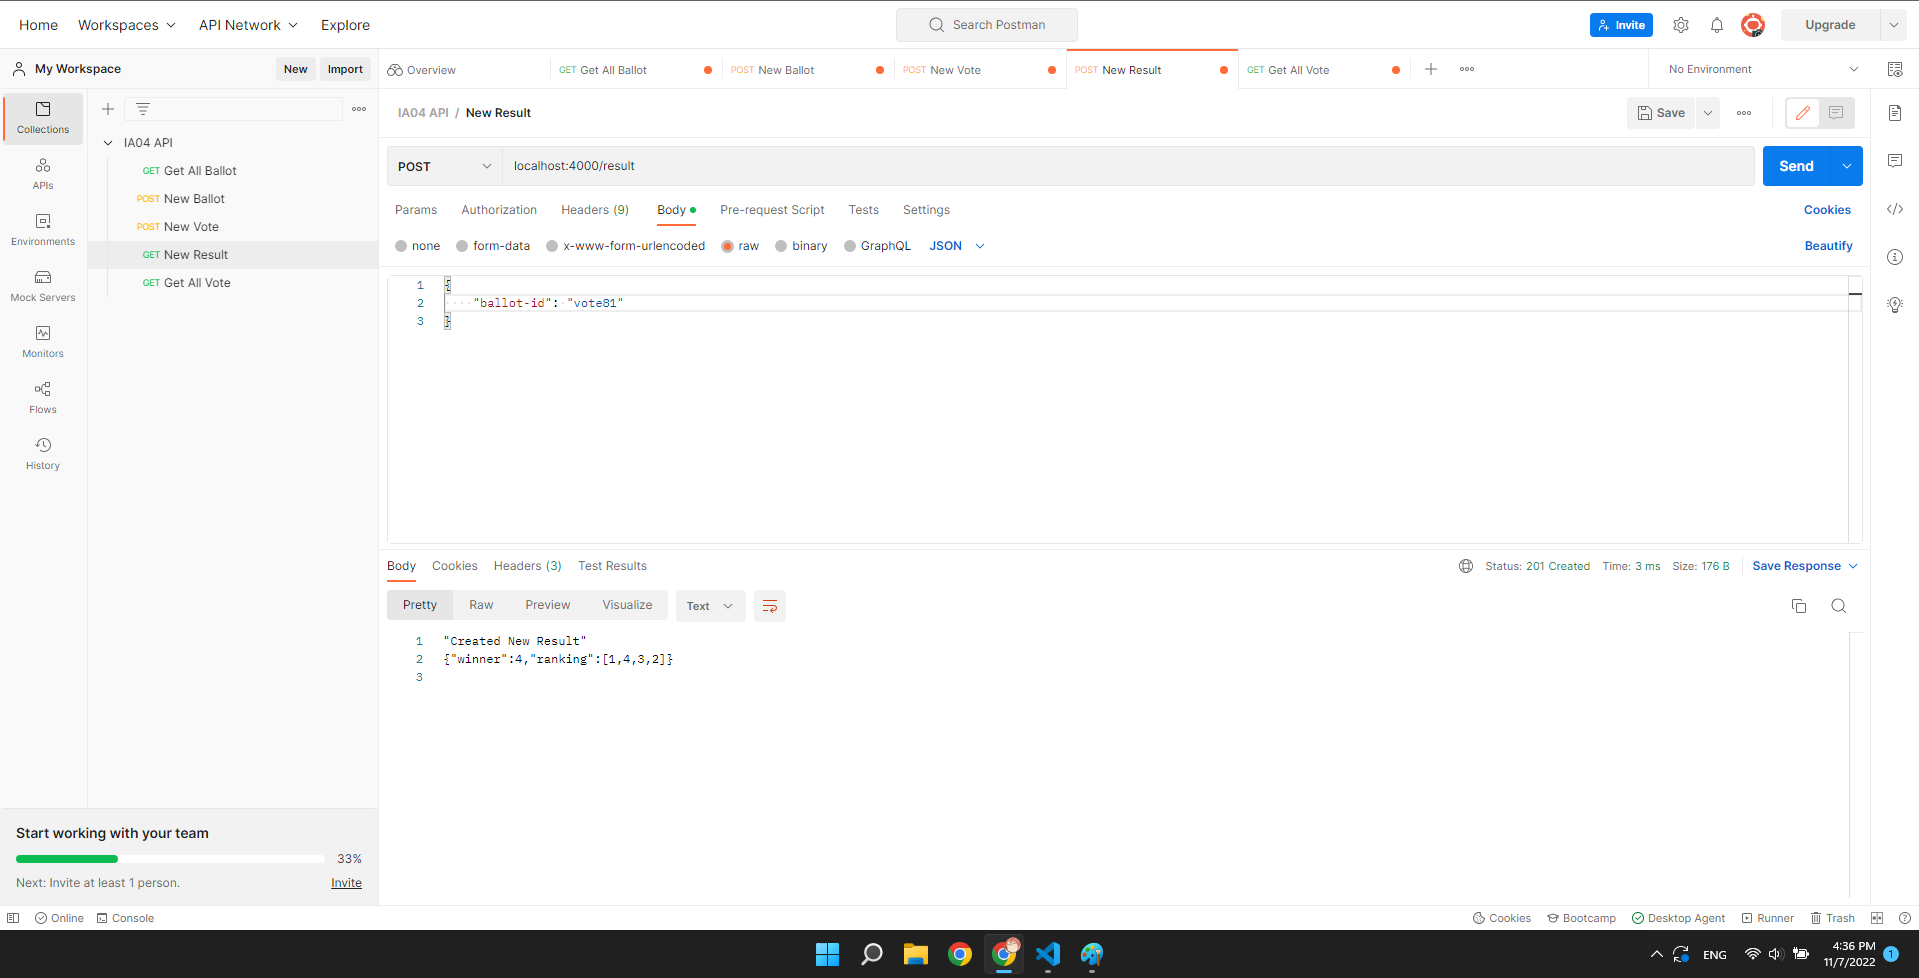 Home Workspaces API Network Explore Search Postman Invite Upgrade
My Workspace New Import Overview GET Get All Ballot POST New Ballot POST New Vote POST New Result GET Get All Vote No Environment
Collections
APIs
Environments
Mock Servers
Monitors
Flows
History
IA04 API
GET Get All Ballot
POST New Ballot
POST New Vote
GET New Result
GET Get All Vote
IA04 API / New Result Save
POST localhost:4000/result Send
Params Authorization Headers (9) Body Pre-request Script Tests Settings Cookies
none form-data x-www-form-urlencoded raw binary GraphQL JSON Beautify
1 {
2 "ballot-id": "vote81"
3 }
Body Cookies Headers (3) Test Results Status: 201 Created Time: 3 ms Size: 176 B Save Response
Pretty Raw Preview Visualize Text
1 "Created New Result"
2 {"winner":4,"ranking":[1,4,3,2]}
3
Start working with your team
33%
Next: Invite at least 1 person. Invite
Online Console Cookies Bootcamp Desktop Agent Runner Trash
ENG 4:36 PM 1
11/7/2022